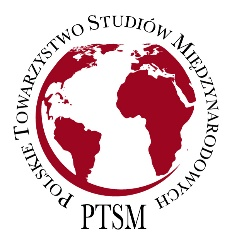 POLSKIE TOWARZYSTWO STUDIÓW MIĘDZYNARODOWYCH
PTSM